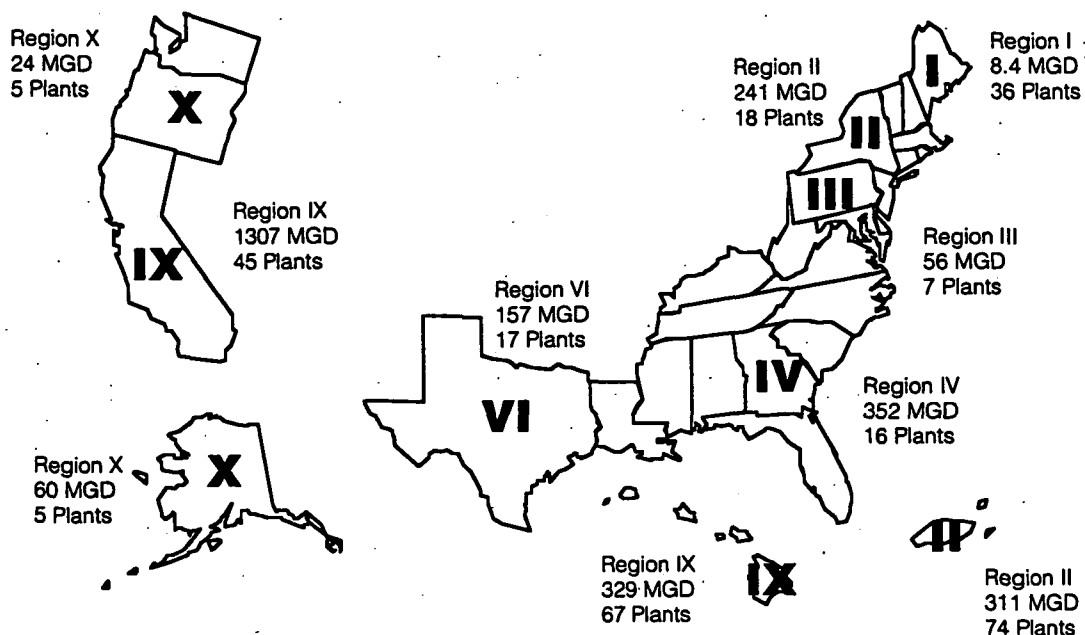 Region X
24 MGD
5 Plants
X
Region I
8.4 MGD
36 Plants
I
Region II
241 MGD
18 Plants
II
III
Region III
56 MGD
7 Plants
Region IX
1307 MGD
45 Plants
IX
Region VI
157 MGD
17 Plants
VI
IV
Region IV
352 MGD
16 Plants
Region X
60 MGD
5 Plants
X
Region IX
329 MGD
67 Plants
IX
II
Region II
311 MGD
74 Plants